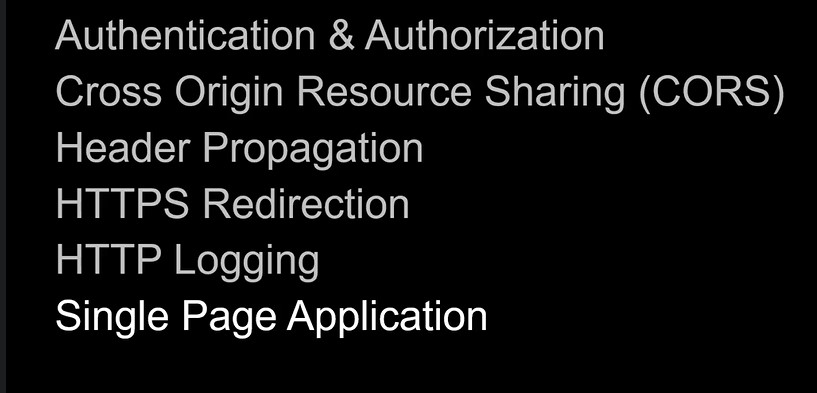 Authentication & Authorization
Cross Origin Resource Sharing (CORS)
Header Propagation
HTTPS Redirection
HTTP Logging
Single Page Application